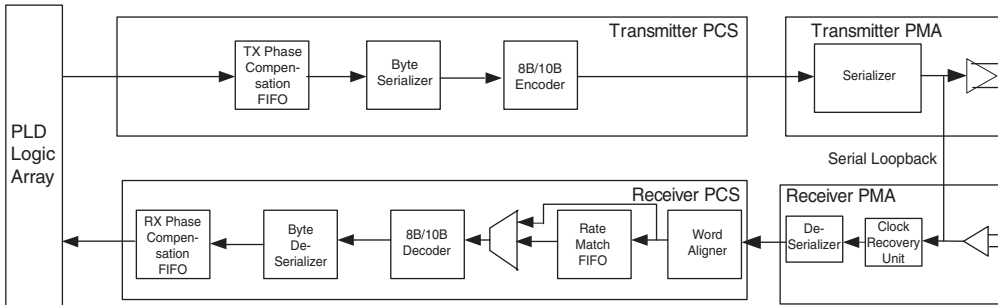 Transmitter PCS
Transmitter PMA
TX Phase
Compen-
sation
FIFO
Byte
Serializer
8B/10B
Encoder
Serializer
PLD
Logic
Array
Serial Loopback
Receiver PCS
Receiver PMA
RX Phase
Compen-
sation
FIFO
Byte
De-
Serializer
8B/10B
Decoder
Rate
Match
FIFO
Word
Aligner
De-
Serializer
Clock
Recovery
Unit